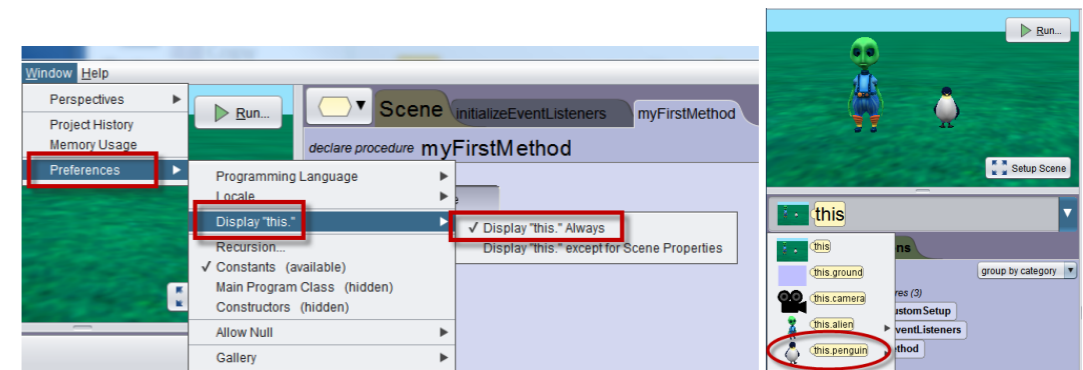 Window Help
Perspectives
Project History
Memory Usage
Preferences
Run...
Scene initializeEventListeners myFirstMethod
declare procedure myFirstMethod
Programming Language
Locale
Display "this."
Recursion...
✓ Constants (available)
Main Program Class (hidden)
Constructors (hidden)
Allow Null
Gallery
✓ Display "this." Always
Display "this." except for Scene Properties
Run...
Setup Scene
this
this
this.ground
this.camera
this.alien
this.penguin
group by category